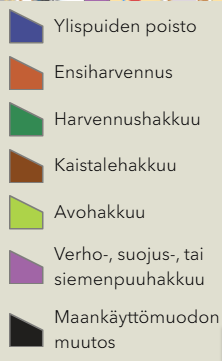 Ylispuiden poisto
Ensiharvennus
Harvennushakkuu
Kaistalehakkuu
Avohakkuu
Verho-, suojus-, tai
siemenpuuhakkuu
Maankäyttömuodon
muutos